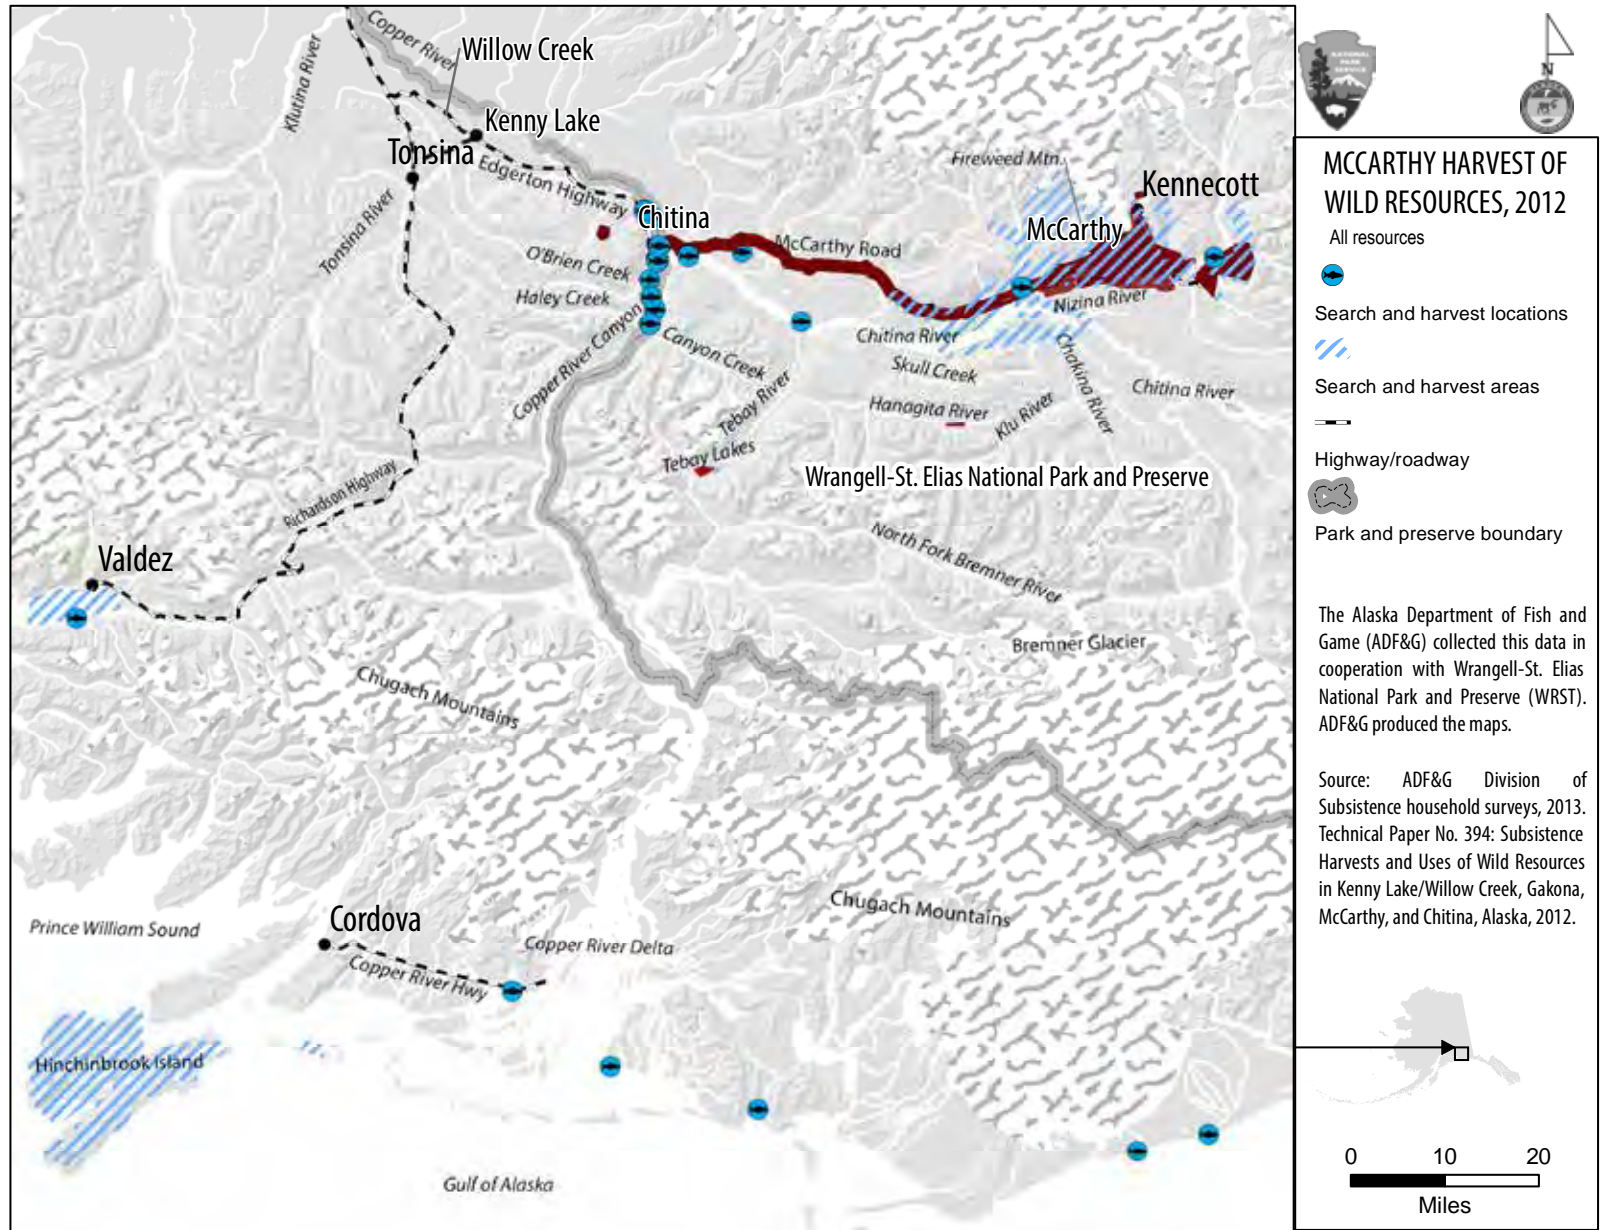 Copper River
Willow Creek
Klutina River
Kenny Lake
Tonsina
Edgerton Highway
Fireweed Mtn.
Kennecott
Chitina
McCarthy
McCarthy Road
Tonsina River
O'Brien Creek
Haley Creek
Nizina River
Copper River Canyon
Canyon Creek
Chitina River
Skull Creek
Chakina River
Chitina River
Tebay River
Hanagita River
Klu River
Tebay Lakes
Wrangell-St. Elias National Park and Preserve
Richardson Highway
Valdez
North Fork Bremner River
Bremner Glacier
Chugach Mountains
Chugach Mountains
Prince William Sound
Cordova
Copper River Delta
Copper River Hwy
Hinchinbrook Island
Gulf of Alaska
NATIONAL
PARK
SERVICE
N
ALASKA
MCCARTHY HARVEST OF
WILD RESOURCES, 2012
All resources
Search and harvest locations
Search and harvest areas
Highway/roadway
Park and preserve boundary
The Alaska Department of Fish and
Game (ADF&G) collected this data in
cooperation with Wrangell-St. Elias
National Park and Preserve (WRST).
ADF&G produced the maps.
Source: ADF&G Division of
Subsistence household surveys, 2013.
Technical Paper No. 394: Subsistence
Harvests and Uses of Wild Resources
in Kenny Lake/Willow Creek, Gakona,
McCarthy, and Chitina, Alaska, 2012.
0 10 20
Miles